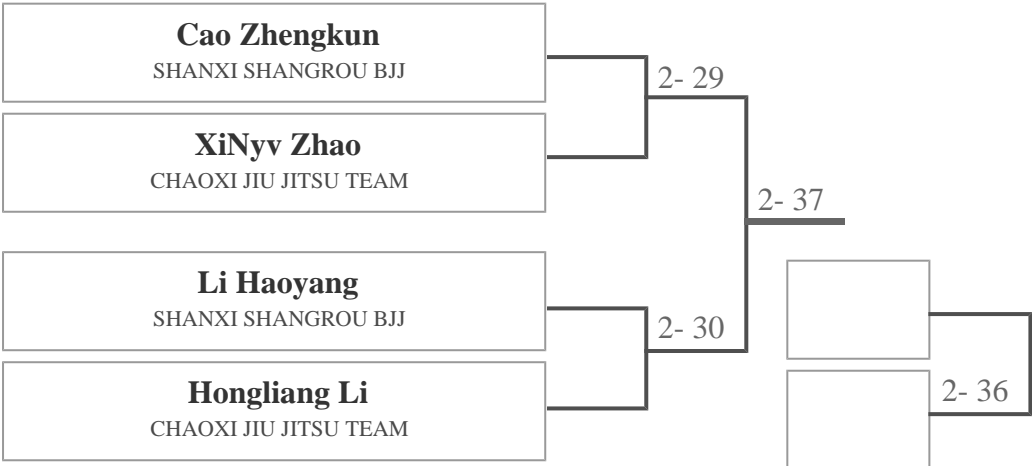 Cao Zhengkun
SHANXI SHANGROU BJJ
2- 29
XiNyv Zhao
CHAOXI JIU JITSU TEAM
2- 37
Li Haoyang
SHANXI SHANGROU BJJ
2- 30
Hongliang Li
CHAOXI JIU JITSU TEAM
2- 36